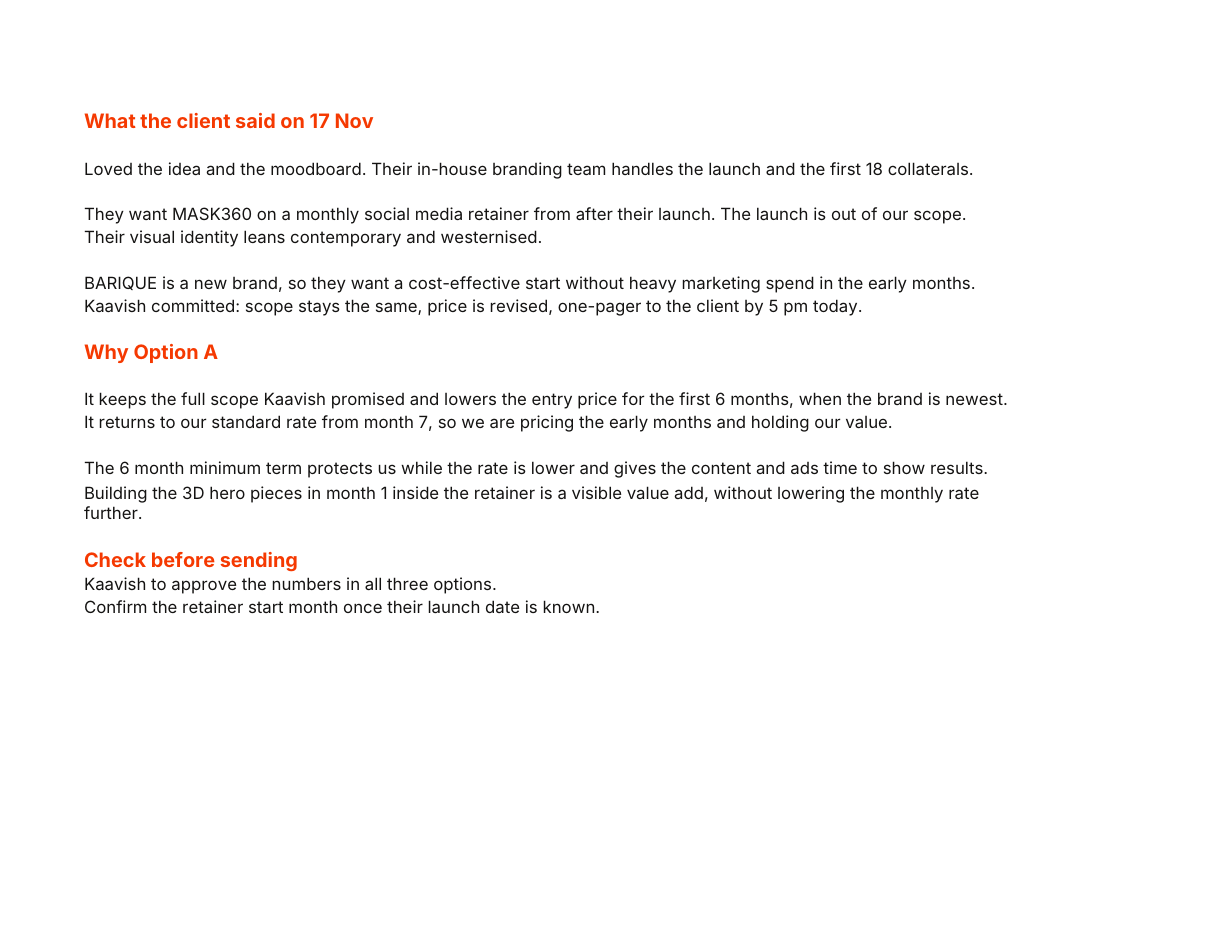 What the client said on 17 Nov
Loved the idea and the moodboard. Their in-house branding team handles the launch and the first 18 collaterals.
They want MASK360 on a monthly social media retainer from after their launch. The launch is out of our scope.
Their visual identity leans contemporary and westernised.
BARIQUE is a new brand, so they want a cost-effective start without heavy marketing spend in the early months.
Kaavish committed: scope stays the same, price is revised, one-pager to the client by 5 pm today.
Why Option A
It keeps the full scope Kaavish promised and lowers the entry price for the first 6 months, when the brand is newest.
It returns to our standard rate from month 7, so we are pricing the early months and holding our value.
The 6 month minimum term protects us while the rate is lower and gives the content and ads time to show results.
Building the 3D hero pieces in month 1 inside the retainer is a visible value add, without lowering the monthly rate
further.
Check before sending
Kaavish to approve the numbers in all three options.
Confirm the retainer start month once their launch date is known.